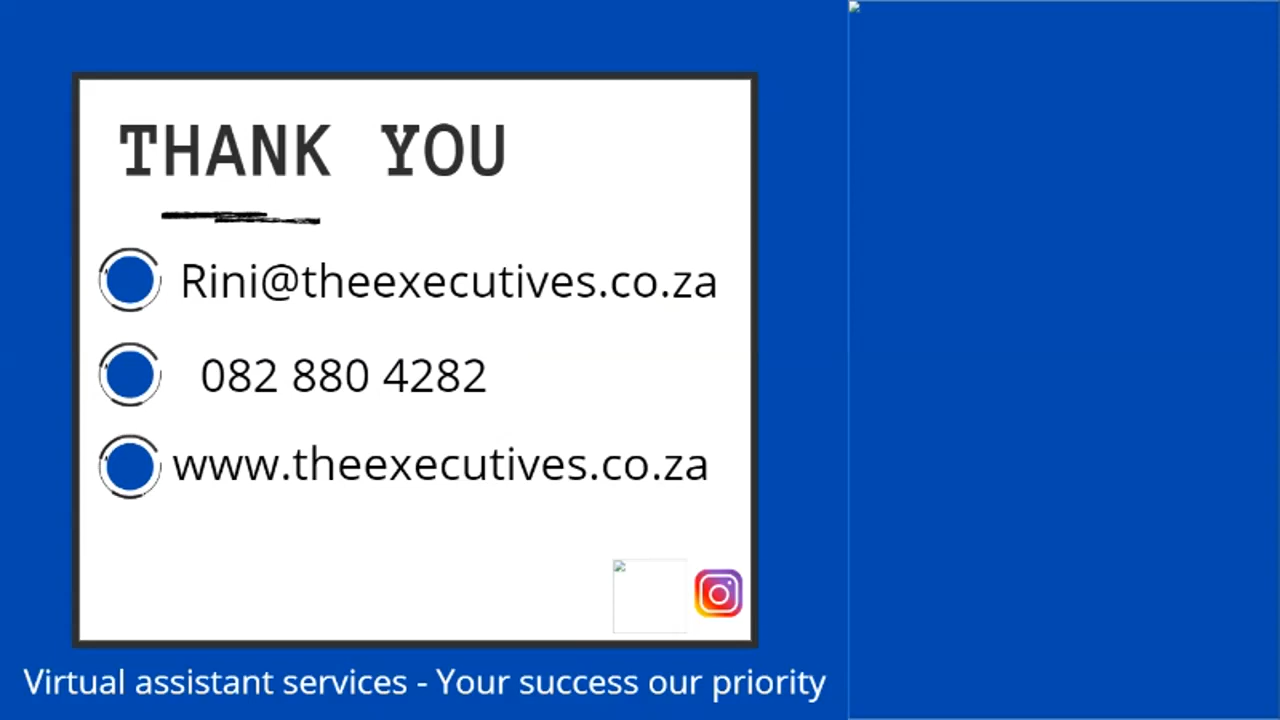 THANK YOU
Rini@theexecutives.co.za
082 880 4282
www.theexecutives.co.za
Virtual assistant services - Your success our priority